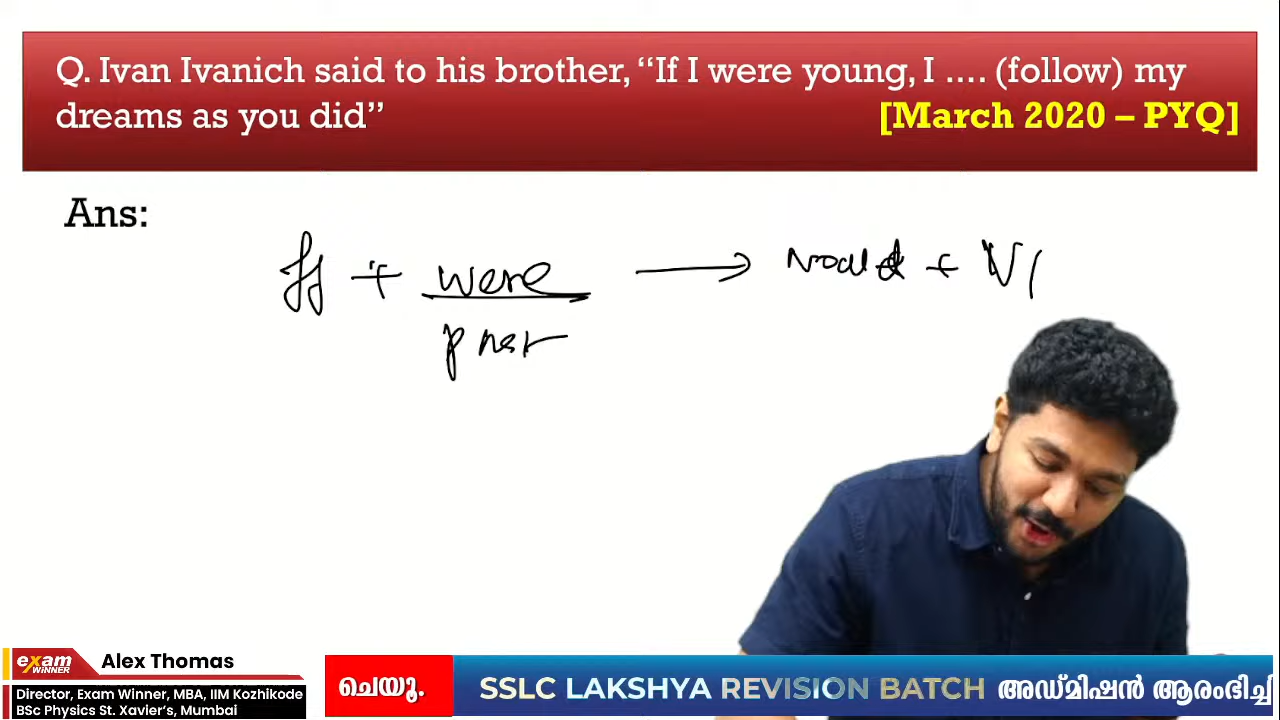 Q. Ivan Ivanich said to his brother, “If I were young, I …. (follow) my
dreams as you did” [March 2020 – PYQ]
Ans:
If + were → would + V1
past
exam WINNER
Alex Thomas
Director, Exam Winner, MBA, IIM Kozhikode
BSc Physics St. Xavier’s, Mumbai
ചെയൂ.
SSLC LAKSHYA REVISION BATCH അഡ്മിഷൻ ആരംഭിച്ചി